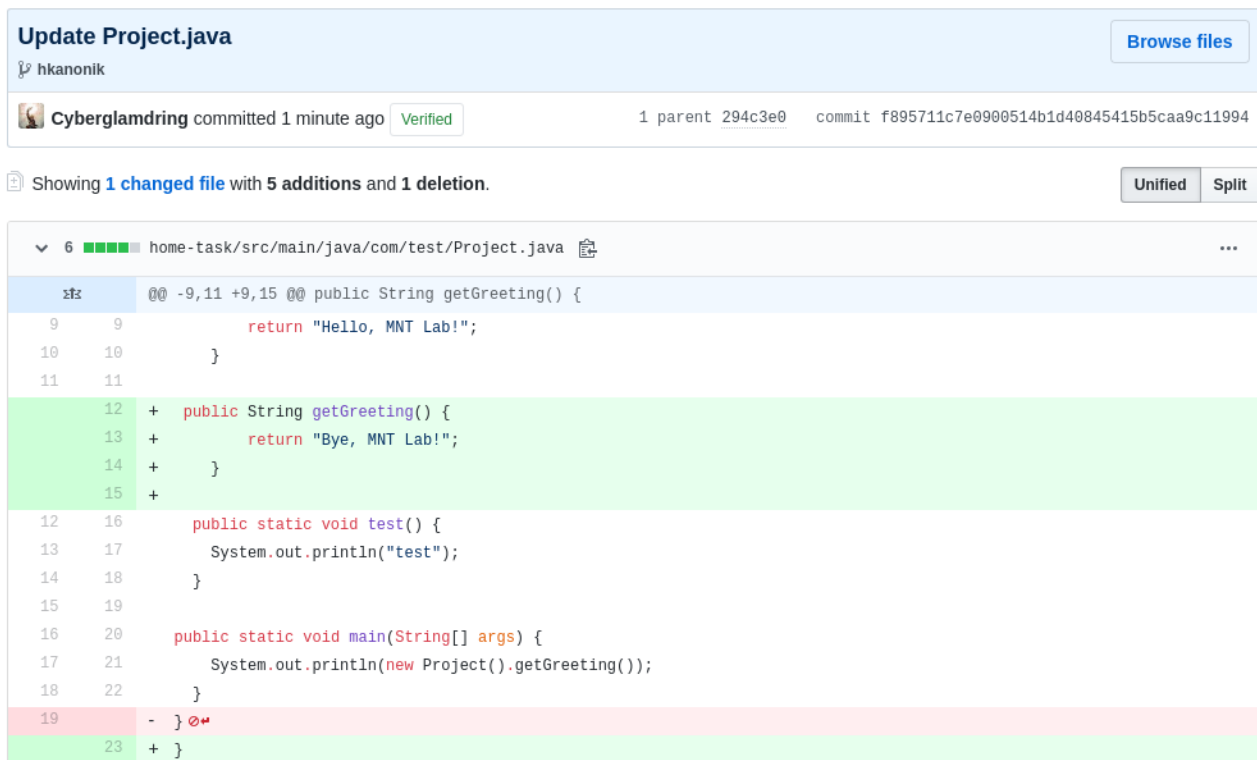 Update Project.java
Browse files
hkanonik
Cyberglamdring committed 1 minute ago Verified 1 parent 294c3e0 commit f895711c7e0900514b1d40845415b5caa9c11994
Showing 1 changed file with 5 additions and 1 deletion.
Unified Split
6 home-task/src/main/java/com/test/Project.java
@@ -9,11 +9,15 @@ public String getGreeting() {
9 9 return "Hello, MNT Lab!";
10 10 }
11 11
12 + public String getGreeting() {
13 + return "Bye, MNT Lab!";
14 + }
15 +
12 16 public static void test() {
13 17 System.out.println("test");
14 18 }
15 19
16 20 public static void main(String[] args) {
17 21 System.out.println(new Project().getGreeting());
18 22 }
19 - }
23 + }